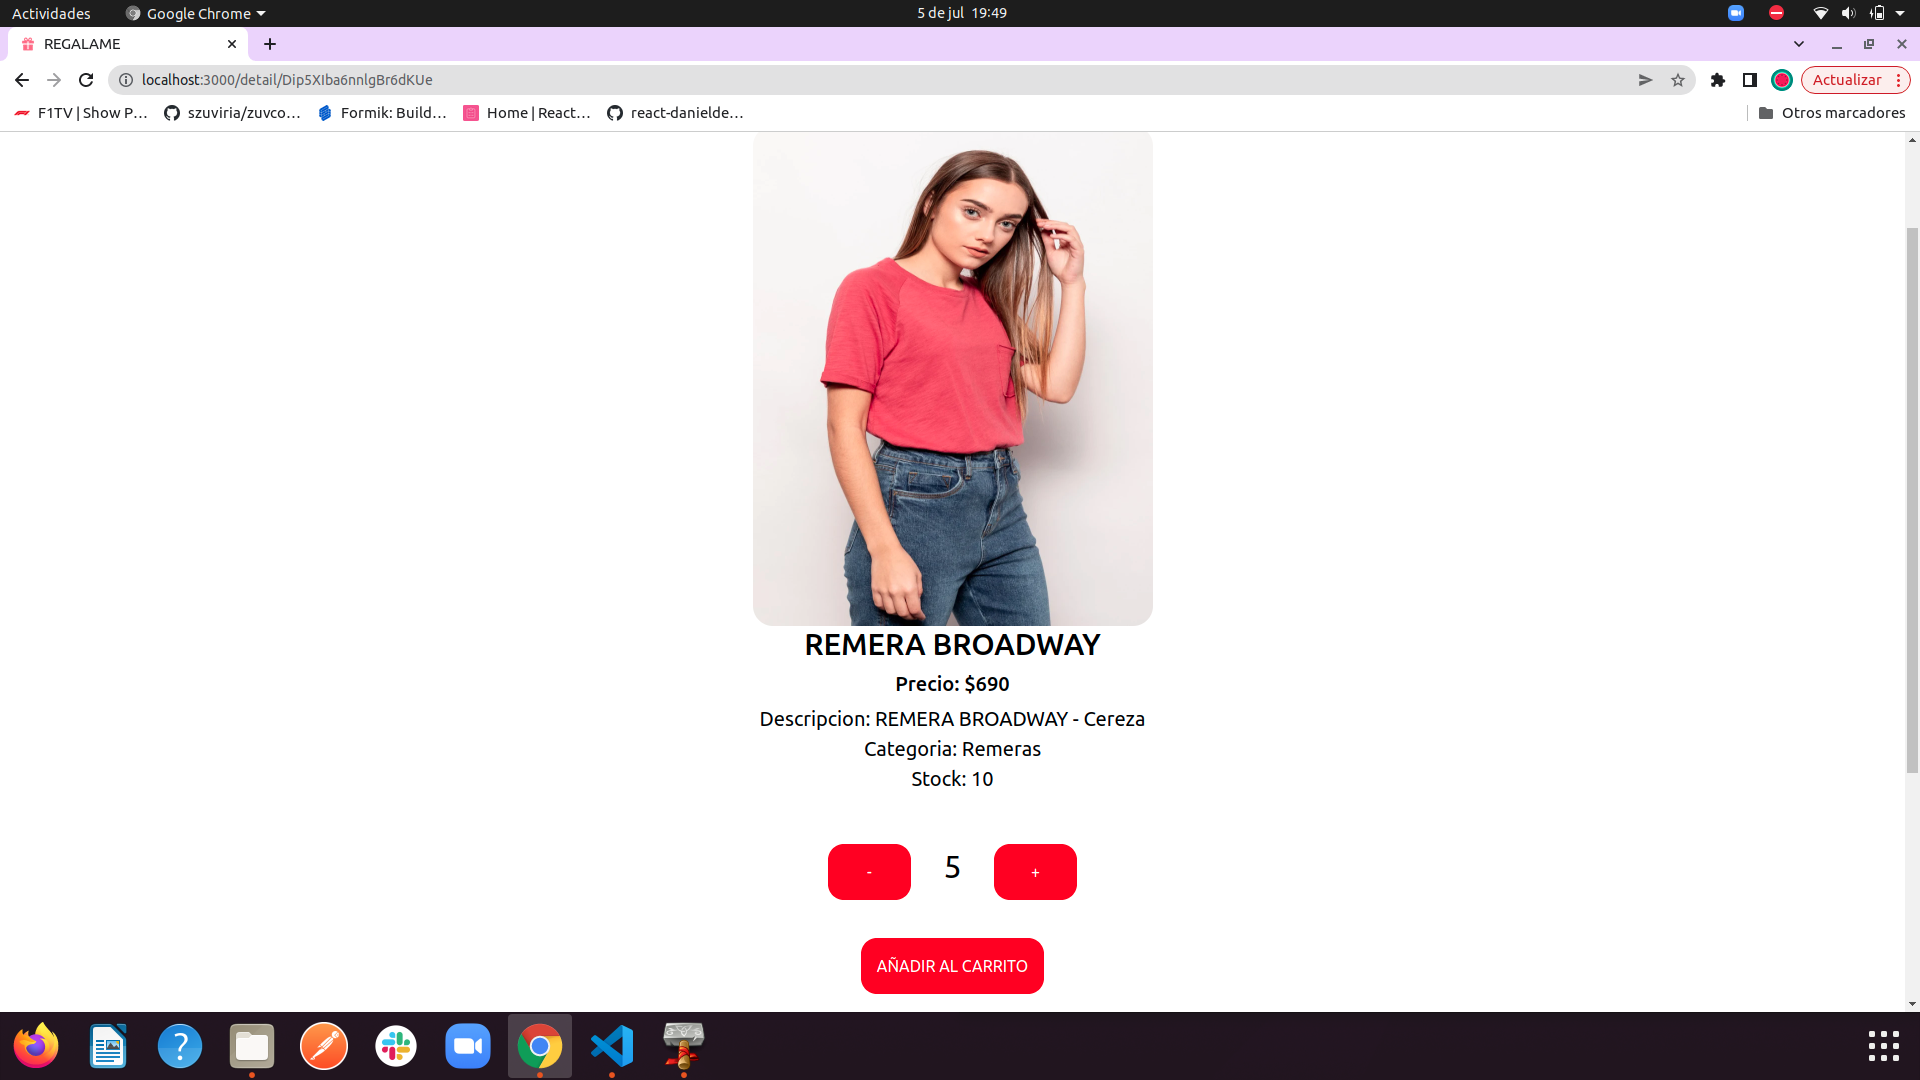 Actividades
Google Chrome
5 de jul 19:49
REGALAME
localhost:3000/detail/Dip5XIba6nnlgBr6dKUe
Actualizar
F1TV | Show P...
szuviria/zuvco...
Formik: Build...
Home | React...
react-danielde...
Otros marcadores
REMERA BROADWAY
Precio: $690
Descripcion: REMERA BROADWAY - Cereza
Categoria: Remeras
Stock: 10
- 5 +
AÑADIR AL CARRITO